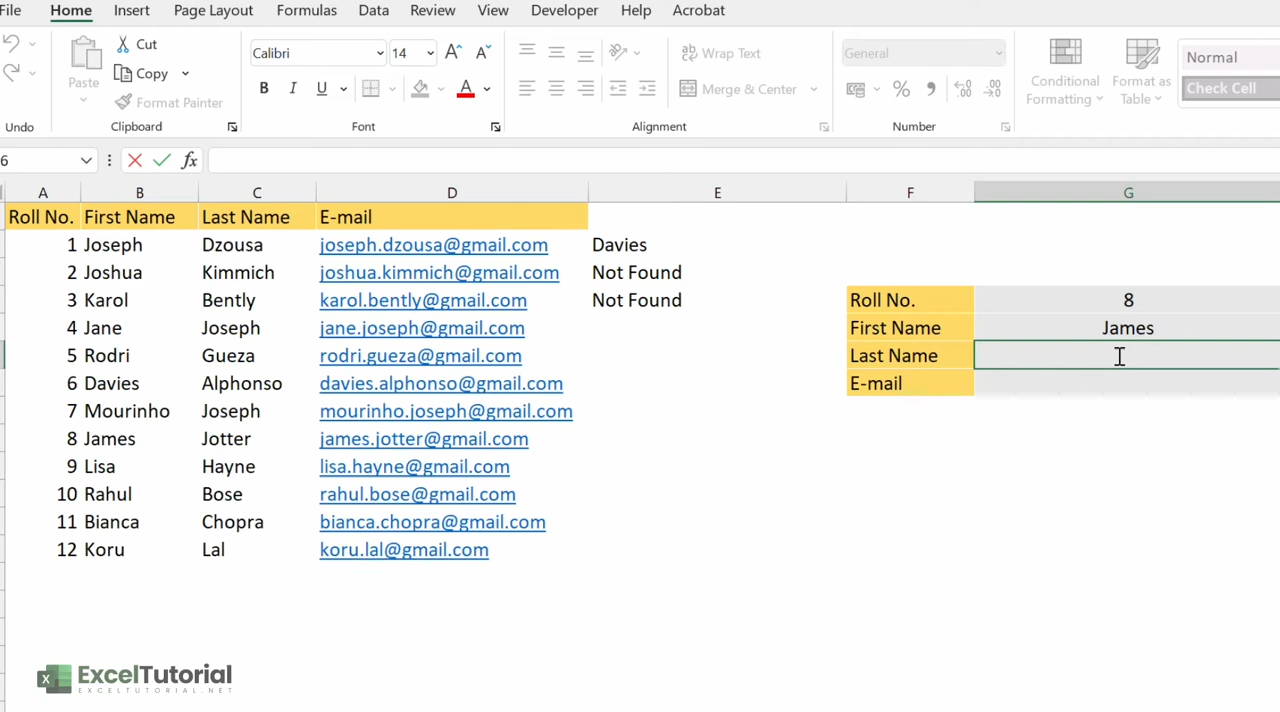 File Home Insert Page Layout Formulas Data Review View Developer Help Acrobat
Cut
Calibri 14
Wrap Text
General
Normal
Paste
Copy
Conditional Formatting
Format as Table
Format Painter
B I U
Merge & Center
%
Check Cell
Undo Clipboard Font Alignment Number
6 fx
A B C D E F G
Roll No. First Name Last Name E-mail
1 Joseph Dzousa joseph.dzousa@gmail.com Davies
2 Joshua Kimmich joshua.kimmich@gmail.com Not Found
3 Karol Bently karol.bently@gmail.com Not Found Roll No. 8
4 Jane Joseph jane.joseph@gmail.com First Name James
5 Rodri Gueza rodri.gueza@gmail.com Last Name
6 Davies Alphonso davies.alphonso@gmail.com E-mail
7 Mourinho Joseph mourinho.joseph@gmail.com
8 James Jotter james.jotter@gmail.com
9 Lisa Hayne lisa.hayne@gmail.com
10 Rahul Bose rahul.bose@gmail.com
11 Bianca Chopra bianca.chopra@gmail.com
12 Koru Lal koru.lal@gmail.com
ExcelTutorial
EXCELTUTORIAL.NET